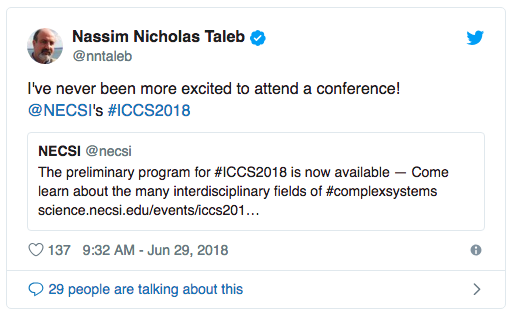 Nassim Nicholas Taleb
@nntaleb
I've never been more excited to attend a conference!
@NECSI's #ICCS2018
NECSI @necsi
The preliminary program for #ICCS2018 is now available — Come
learn about the many interdisciplinary fields of #complexsystems
science.necsi.edu/events/iccs201…
137 9:32 AM - Jun 29, 2018
29 people are talking about this